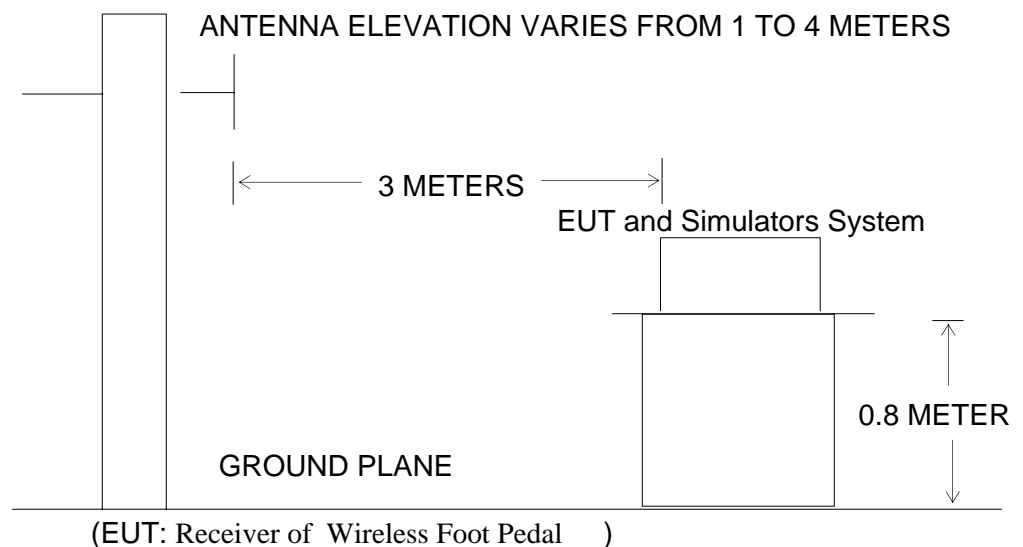 ANTENNA ELEVATION VARIES FROM 1 TO 4 METERS
3 METERS
EUT and Simulators System
0.8 METER
GROUND PLANE
(EUT: Receiver of Wireless Foot Pedal )